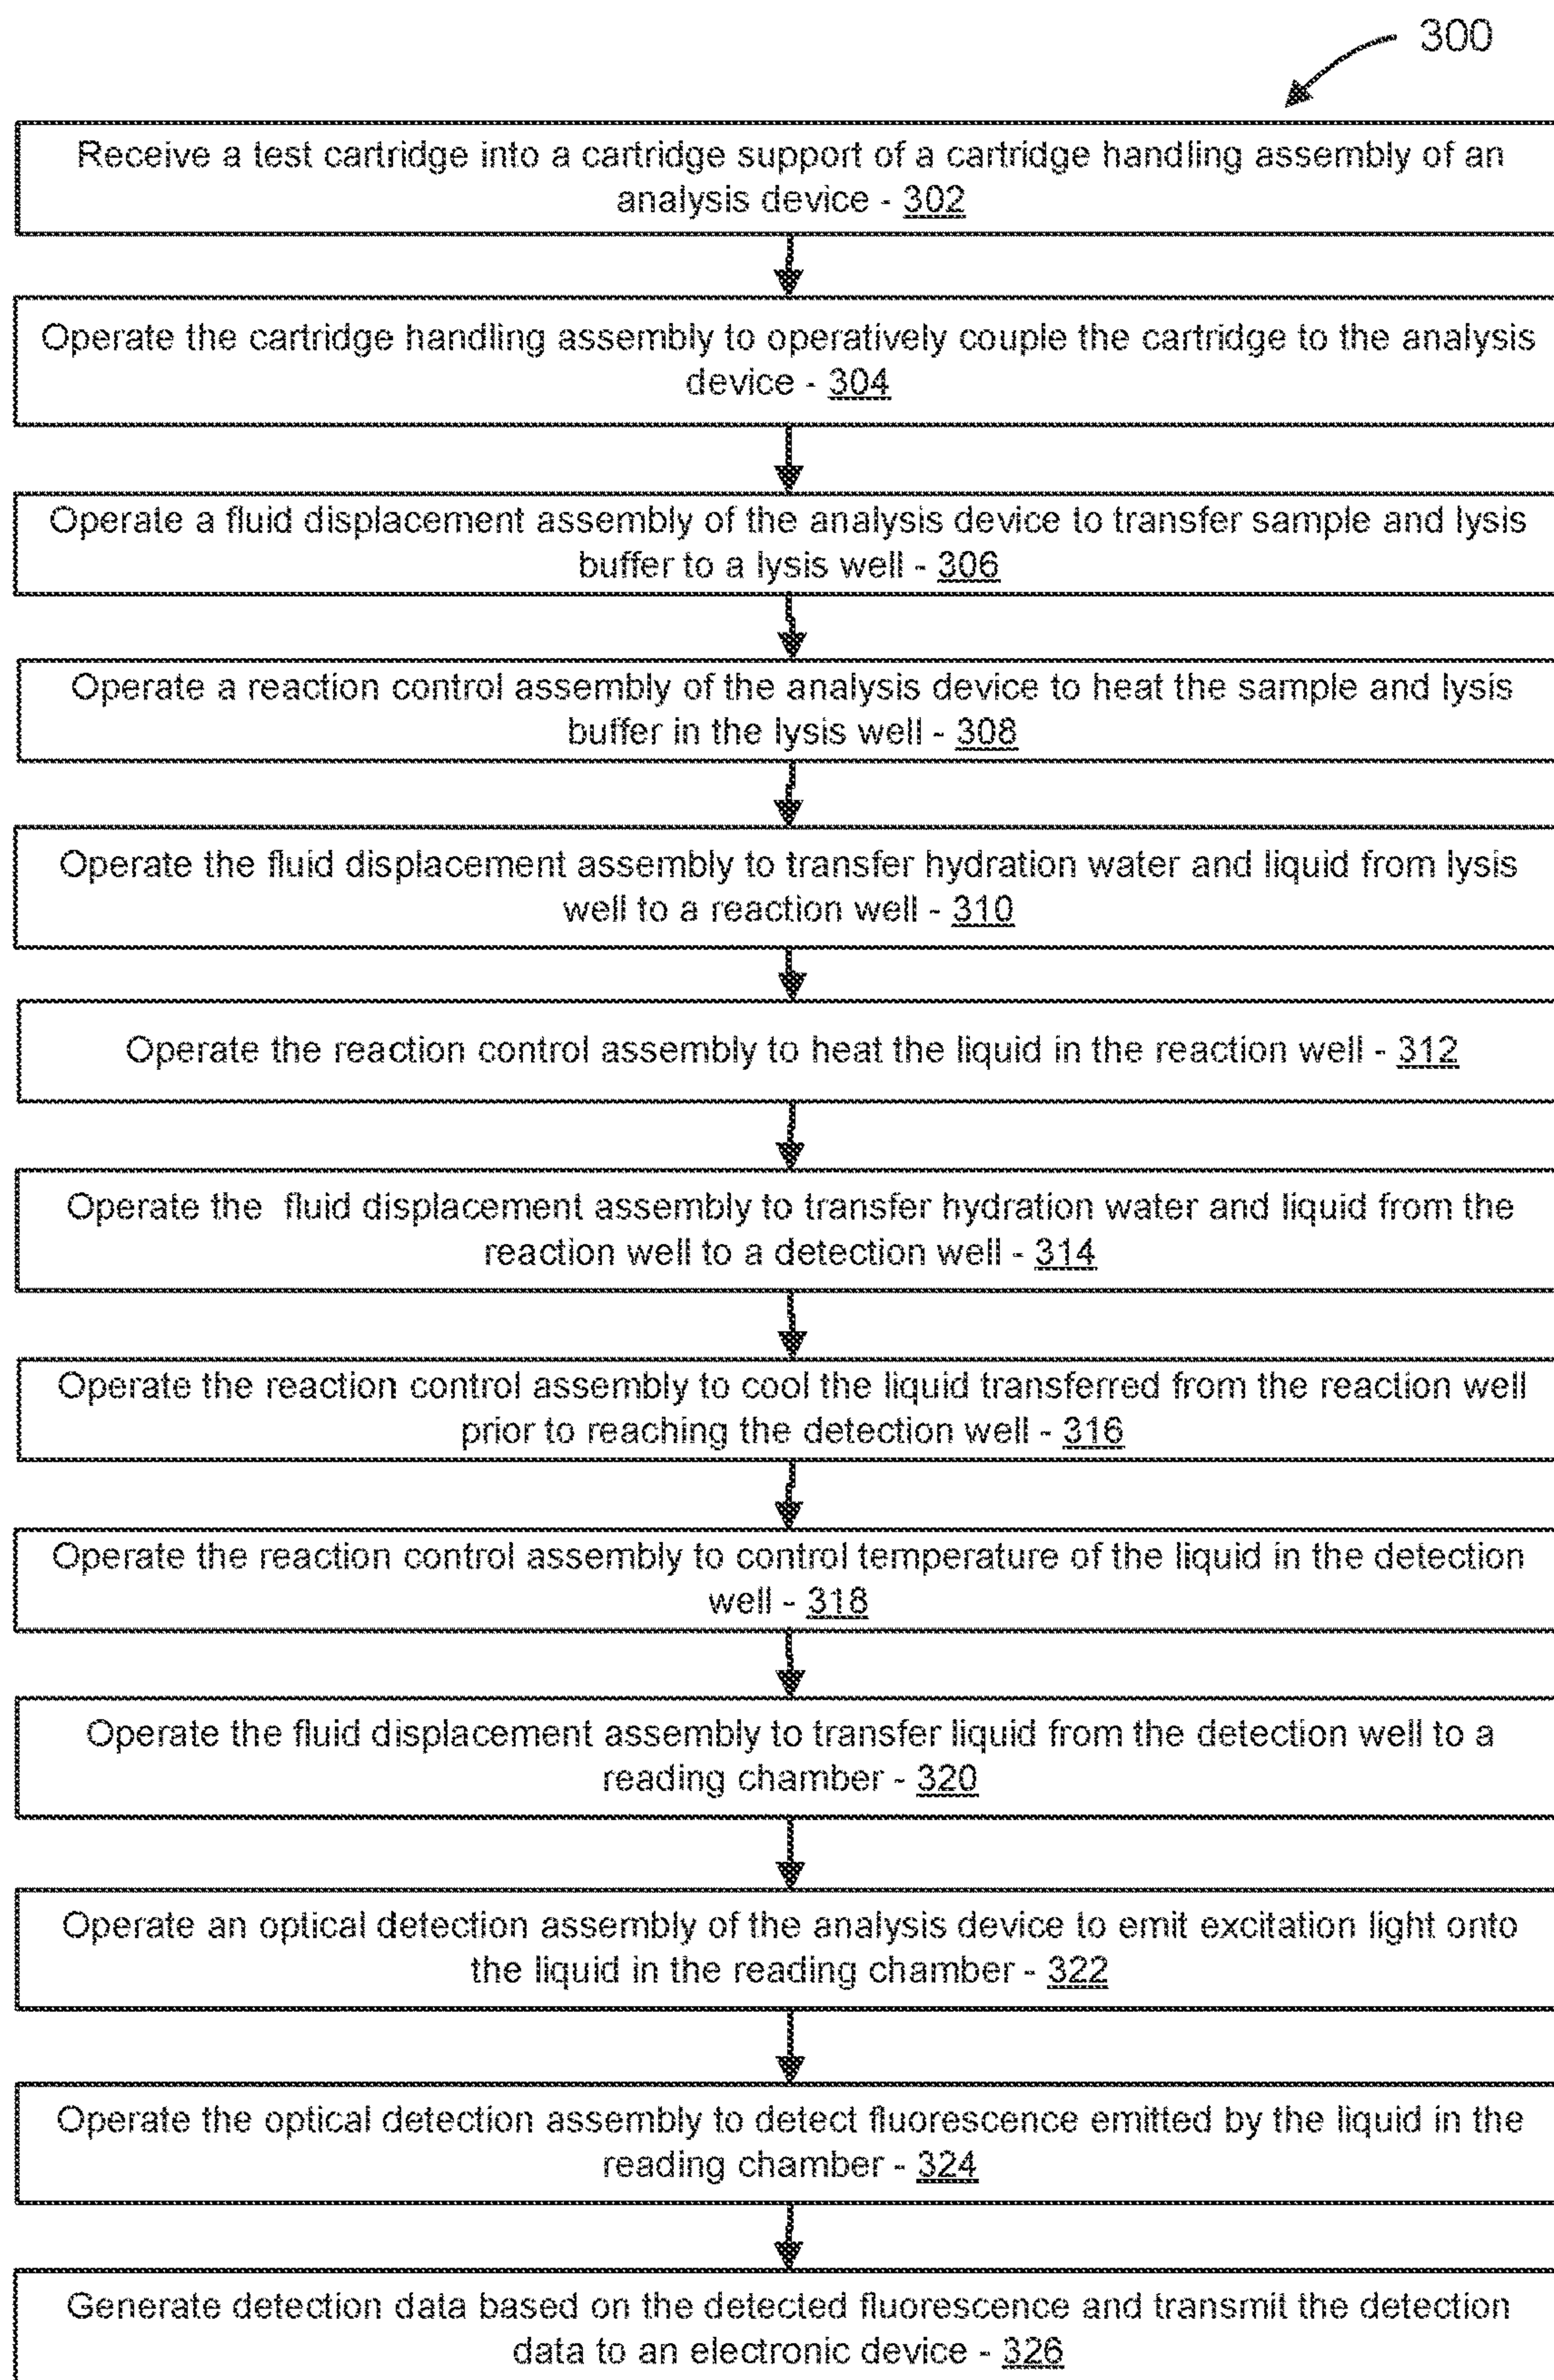 300
Receive a test cartridge into a cartridge support of a cartridge handling assembly of an
analysis device - 302
Operate the cartridge handling assembly to operatively couple the cartridge to the analysis
device - 304
Operate a fluid displacement assembly of the analysis device to transfer sample and lysis
buffer to a lysis well - 306
Operate a reaction control assembly of the analysis device to heat the sample and lysis
buffer in the lysis well - 308
Operate the fluid displacement assembly to transfer hydration water and liquid from lysis
well to a reaction well - 310
Operate the reaction control assembly to heat the liquid in the reaction well - 312
Operate the fluid displacement assembly to transfer hydration water and liquid from the
reaction well to a detection well - 314
Operate the reaction control assembly to cool the liquid transferred from the reaction well
prior to reaching the detection well - 316
Operate the reaction control assembly to control temperature of the liquid in the detection
well - 318
Operate the fluid displacement assembly to transfer liquid from the detection well to a
reading chamber - 320
Operate an optical detection assembly of the analysis device to emit excitation light onto
the liquid in the reading chamber - 322
Operate the optical detection assembly to detect fluorescence emitted by the liquid in the
reading chamber - 324
Generate detection data based on the detected fluorescence and transmit the detection
data to an electronic device - 326